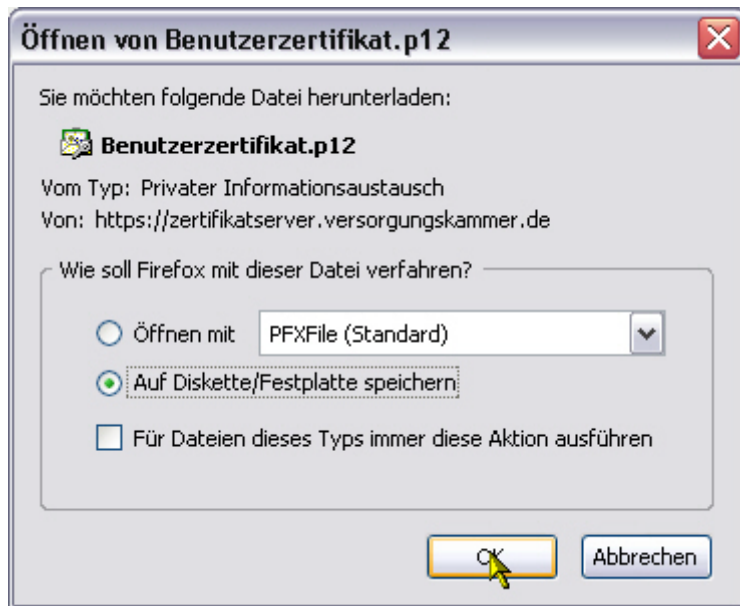 Öffnen von Benutzerzertifikat.p12
Sie möchten folgende Datei herunterladen:
Benutzerzertifikat.p12
Vom Typ: Privater Informationsaustausch
Von: https://zertifikatserver.versorgungskammer.de
Wie soll Firefox mit dieser Datei verfahren?
Öffnen mit PFXFile (Standard)
Auf Diskette/Festplatte speichern
Für Dateien dieses Typs immer diese Aktion ausführen
OK Abbrechen